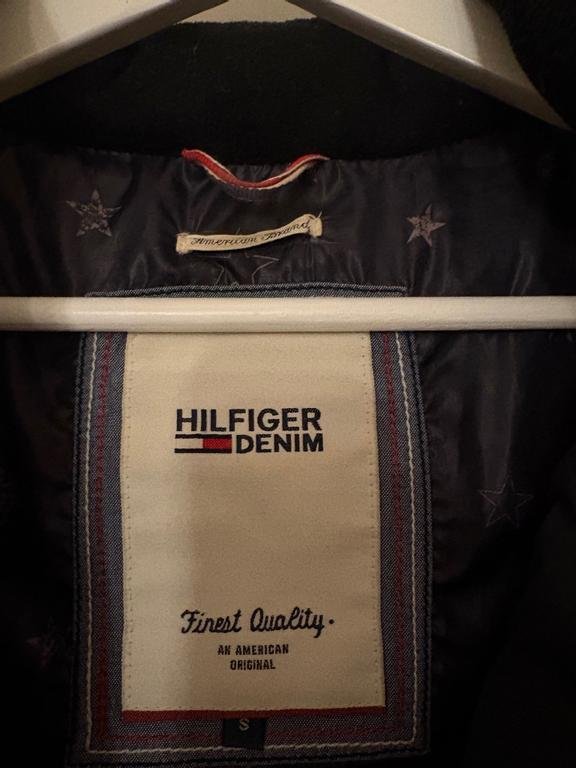 American Brand
HILFIGER
DENIM
Finest Quality.
AN AMERICAN
ORIGINAL
S